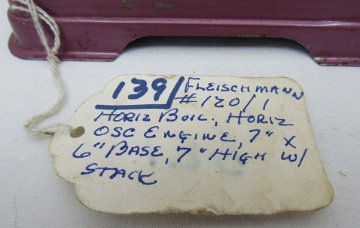 139/ FLEISCHMANN
#120/1
HORIZ BOIL, HORIZ
OSC ENGINE, 7" X
6" BASE, 7" HIGH W/
STACK